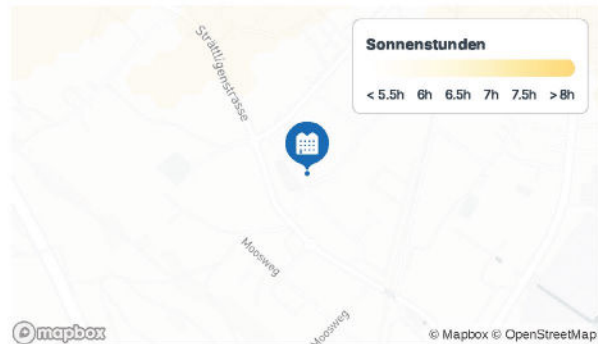 Strättligenstrasse
Sonnenstunden
< 5.5h 6h 6.5h 7h 7.5h > 8h
Moosweg
Moosweg
mapbox
© Mapbox © OpenStreetMap